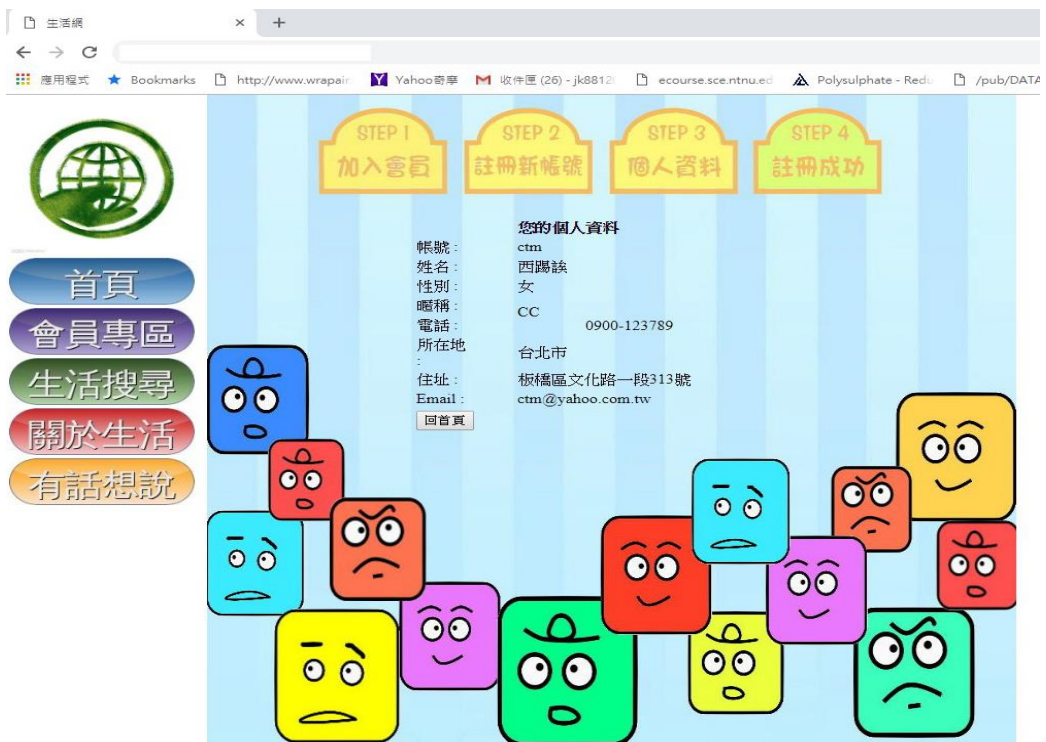 生活網
應用程式 Bookmarks http://www.wrapair Yahoo奇摩 收件匣 (26) - jk8812 ecourse.sce.ntnu.ed Polysulphate - Redu /pub/DATA
STEP 1 STEP 2 STEP 3 STEP 4
加入會員 註冊新帳號 個人資料 註冊成功
首頁
會員專區
生活搜尋
關於生活
有話想說
您的個人資料
帳號: ctm
姓名: 西踢誒
性別: 女
暱稱: CC
電話: 0900-123789
所在地
: 台北市
住址: 板橋區文化路一段313號
Email: ctm@yahoo.com.tw
回首頁